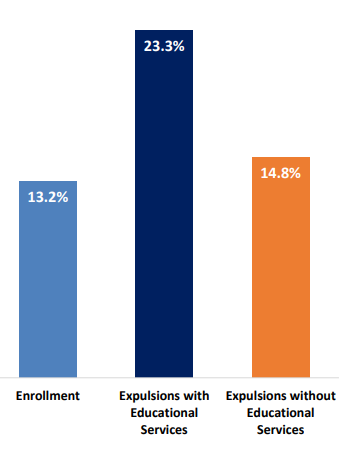 23.3%
14.8%
13.2%
Enrollment
Expulsions with
Educational
Services
Expulsions without
Educational
Services